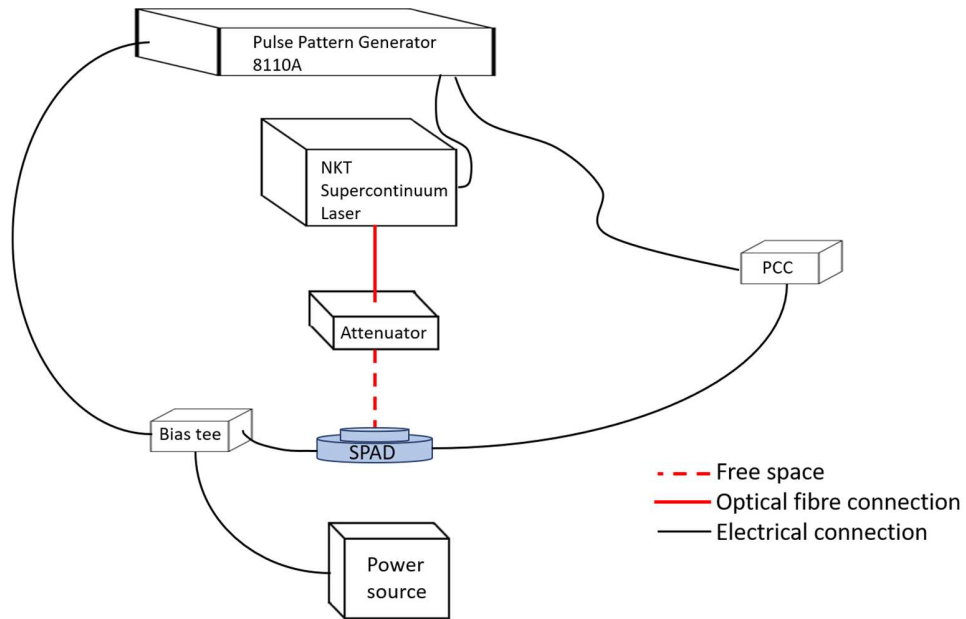 Pulse Pattern Generator
8110A
NKT
Supercontinuum
Laser
PCC
Attenuator
Bias tee
SPAD
Free space
Optical fibre connection
Electrical connection
Power
source